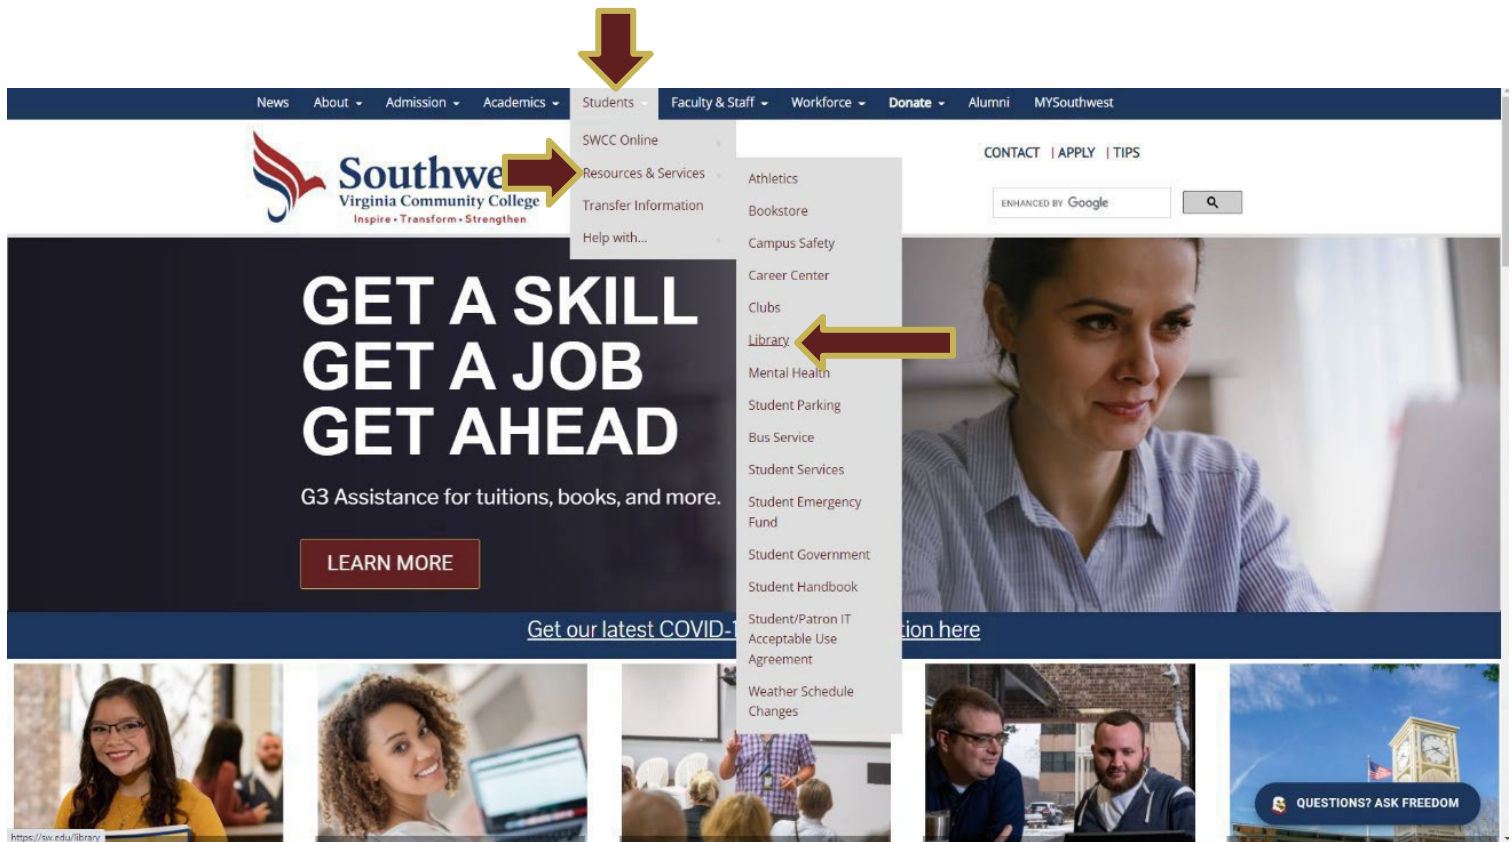 News About Admission Academics Students Faculty & Staff Workforce Donate Alumni MYSouthwest
Southwe
Virginia Community College
Inspire • Transform • Strengthen
CONTACT | APPLY | TIPS
ENHANCED BY Google
SWCC Online
Resources & Services
Transfer Information
Help with...
Athletics
Bookstore
Campus Safety
Career Center
Clubs
Library
Mental Health
Student Parking
Bus Service
Student Services
Student Emergency
Fund
Student Government
Student Handbook
Student/Patron IT
Acceptable Use
Agreement
Weather Schedule
Changes
GET A SKILL
GET A JOB
GET AHEAD
G3 Assistance for tuitions, books, and more.
LEARN MORE
Get our latest COVID-1 tion here
QUESTIONS? ASK FREEDOM
https://sw.edu/library